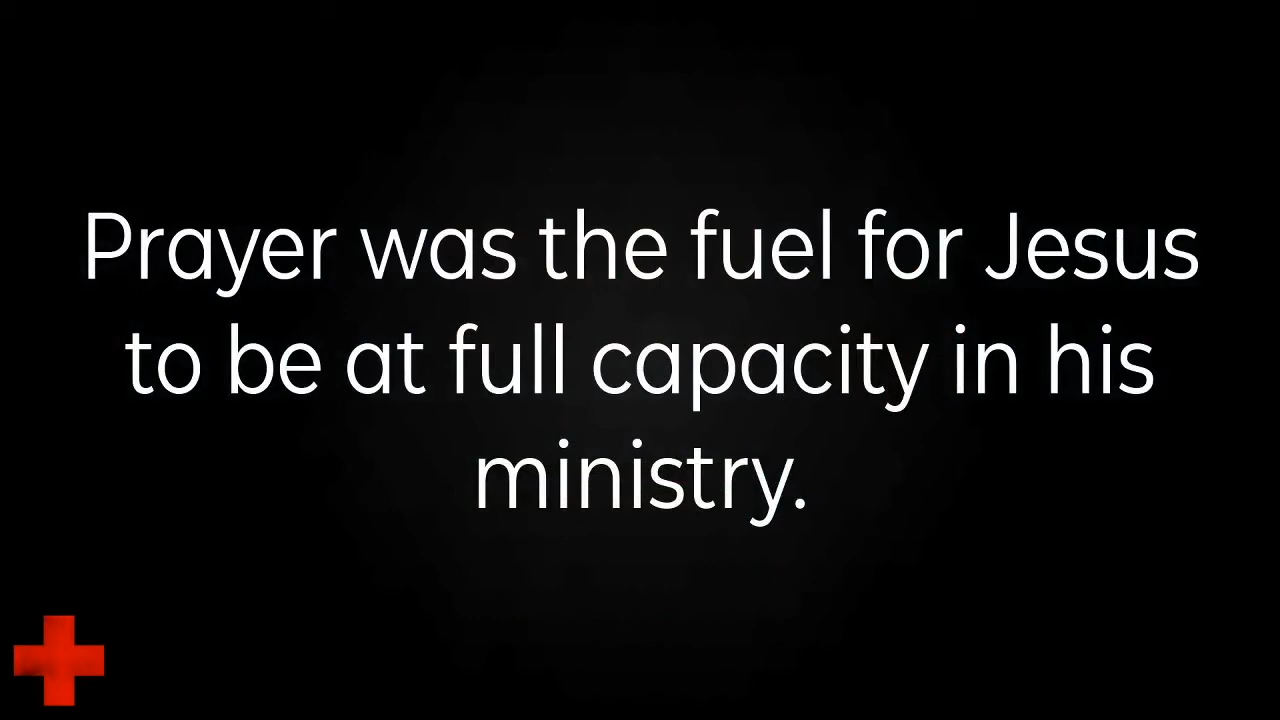 Prayer was the fuel for Jesus
to be at full capacity in his
ministry.